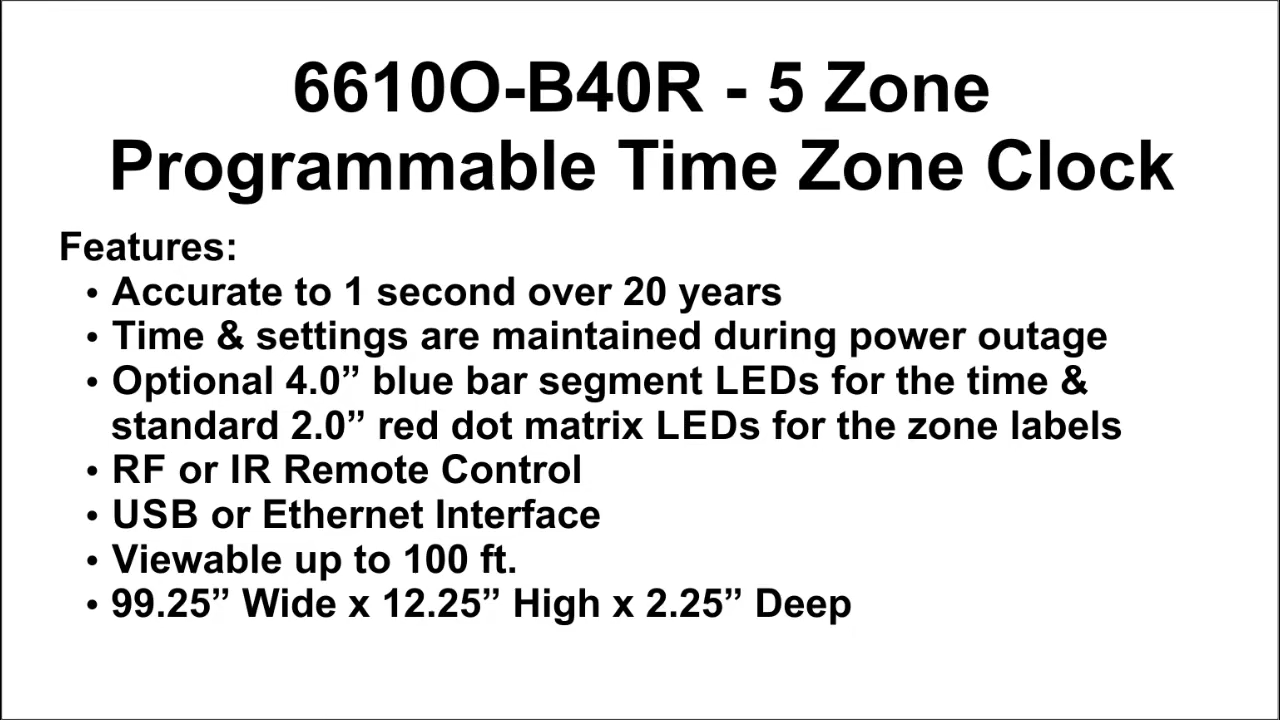 6610O-B40R - 5 Zone
Programmable Time Zone Clock
Features:
• Accurate to 1 second over 20 years
• Time & settings are maintained during power outage
• Optional 4.0” blue bar segment LEDs for the time &
standard 2.0” red dot matrix LEDs for the zone labels
• RF or IR Remote Control
• USB or Ethernet Interface
• Viewable up to 100 ft.
• 99.25” Wide x 12.25” High x 2.25” Deep